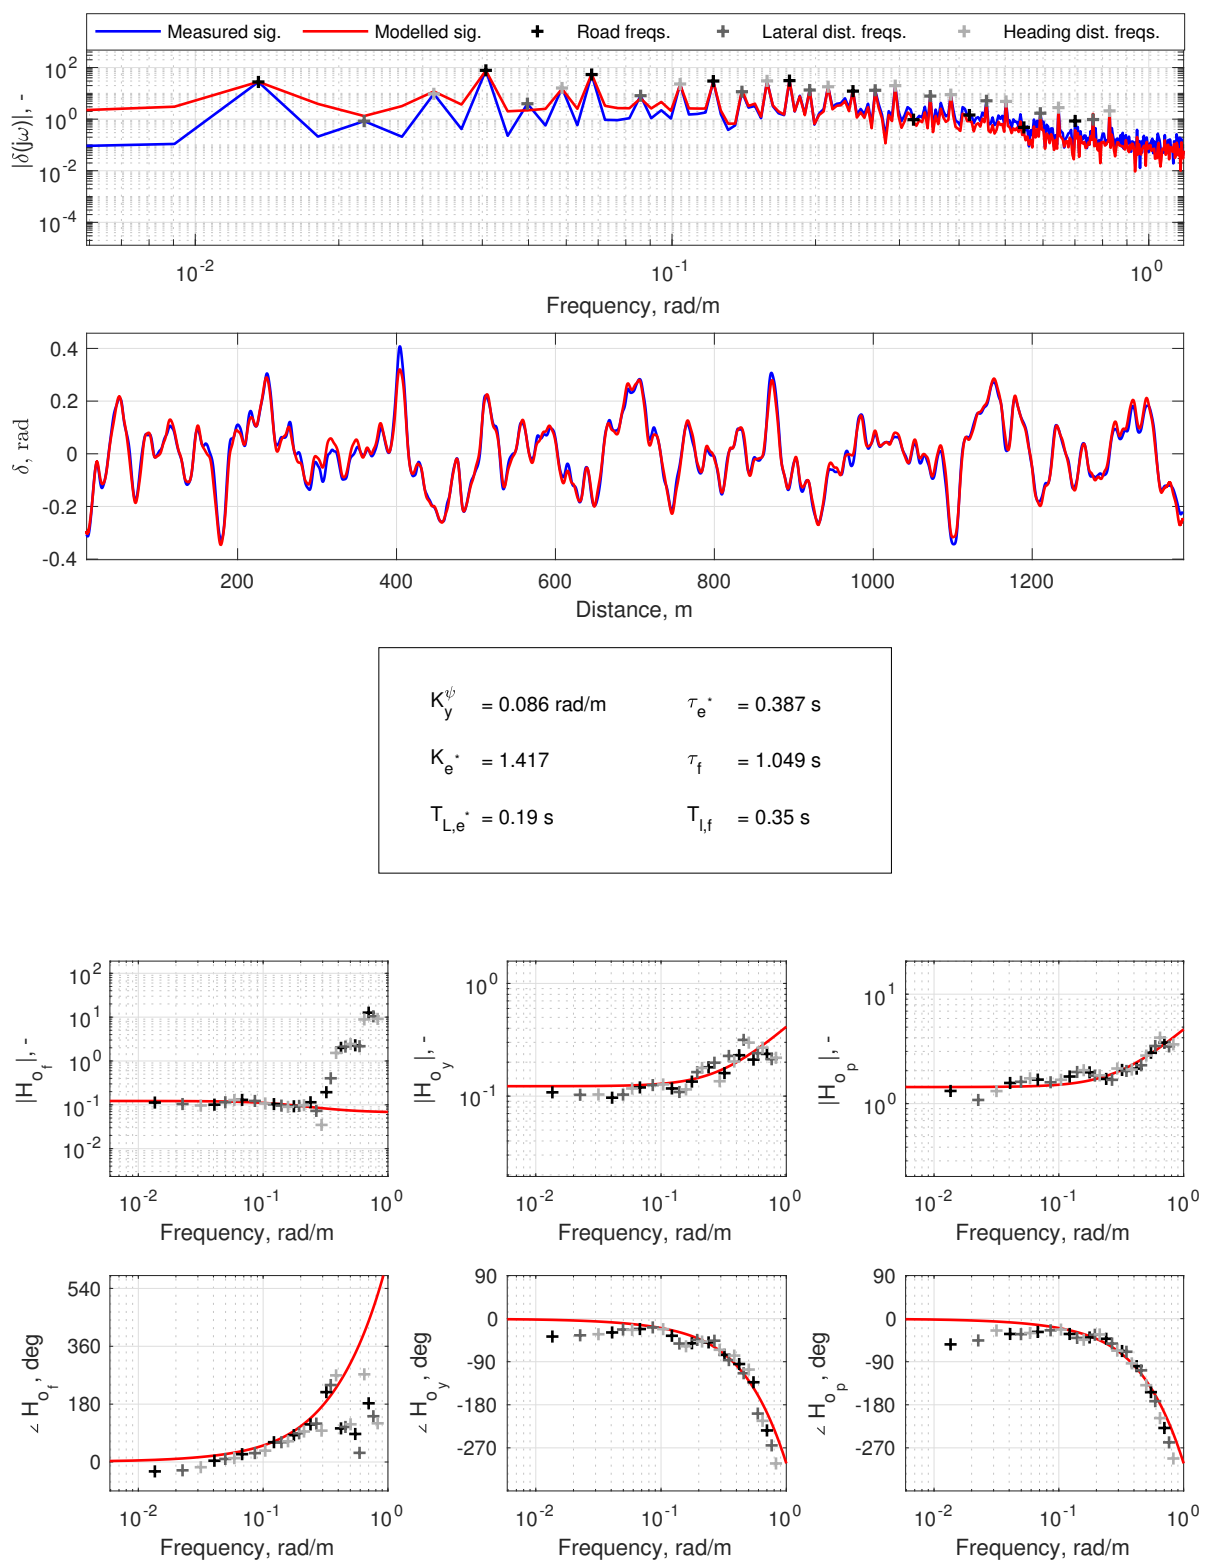 Measured sig. Modelled sig. Road freqs. Lateral dist. freqs. Heading dist. freqs.
|δ(jω)|, -
10^2
10^0
10^-2
10^-4
10^-2 10^-1 10^0
Frequency, rad/m
δ, rad
0.4
0.2
0
-0.2
-0.4
200 400 600 800 1000 1200
Distance, m
K_y^ψ = 0.086 rad/m τ_e* = 0.387 s
K_e* = 1.417 τ_f = 1.049 s
T_L,e* = 0.19 s T_l,f = 0.35 s
|H_o_f|, -
10^2
10^1
10^0
10^-1
10^-2
10^-2 10^-1 10^0
Frequency, rad/m
|H_o_y|, -
10^0
10^-1
10^-2 10^-1 10^0
Frequency, rad/m
|H_o_p|, -
10^1
10^0
10^-2 10^-1 10^0
Frequency, rad/m
∠ H_o_f, deg
540
360
180
0
10^-2 10^-1 10^0
Frequency, rad/m
∠ H_o_y, deg
90
0
-90
-180
-270
10^-2 10^-1 10^0
Frequency, rad/m
∠ H_o_p, deg
90
0
-90
-180
-270
10^-2 10^-1 10^0
Frequency, rad/m